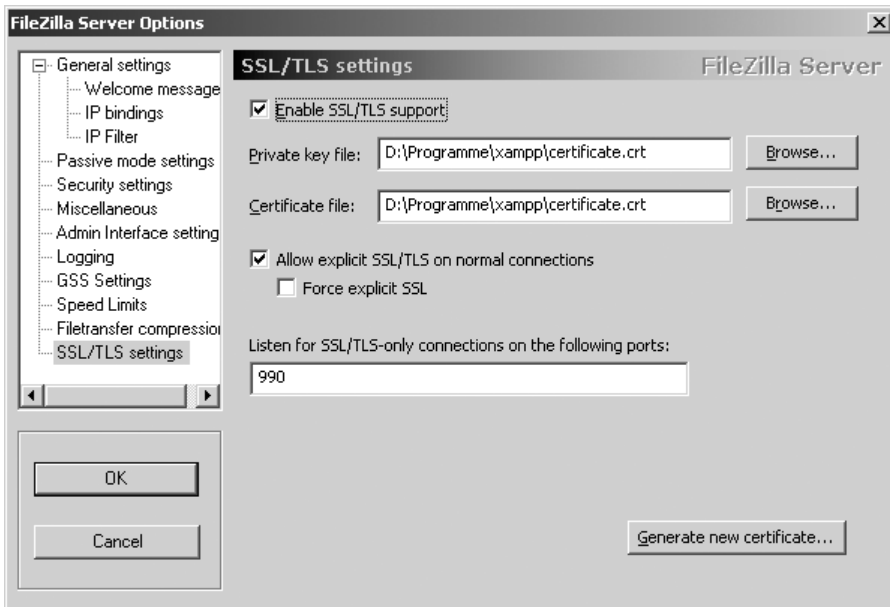 FileZilla Server Options
General settings
Welcome message
IP bindings
IP Filter
Passive mode settings
Security settings
Miscellaneous
Admin Interface setting
Logging
GSS Settings
Speed Limits
Filetransfer compression
SSL/TLS settings
OK
Cancel
SSL/TLS settings FileZilla Server
Enable SSL/TLS support
Private key file: D:\Programme\xampp\certificate.crt Browse...
Certificate file: D:\Programme\xampp\certificate.crt Browse...
Allow explicit SSL/TLS on normal connections
Force explicit SSL
Listen for SSL/TLS-only connections on the following ports:
990
Generate new certificate...